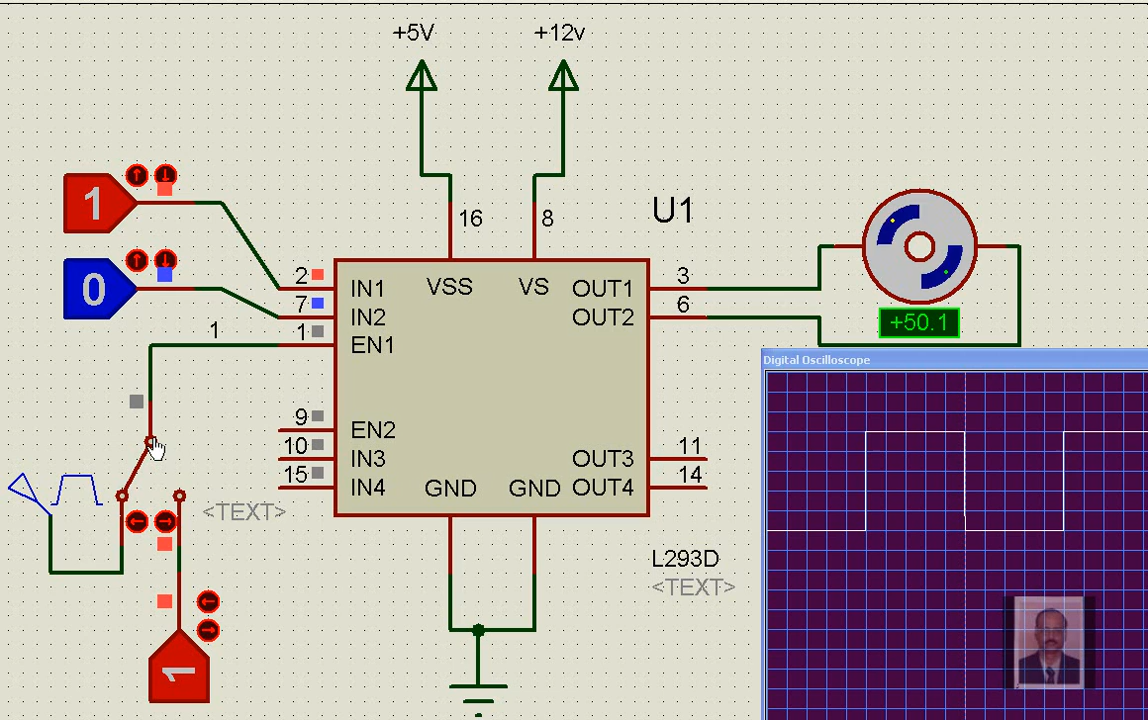 +5V +12v
1
16 8 U1
2 VSS VS 3
IN1 OUT1
0
7 6
IN2 OUT2
+50.1
1 1
EN1
Digital Oscilloscope
9
EN2
10 11
IN3 OUT3
15 14
IN4 GND GND OUT4
<TEXT>
L293D
<TEXT>
1